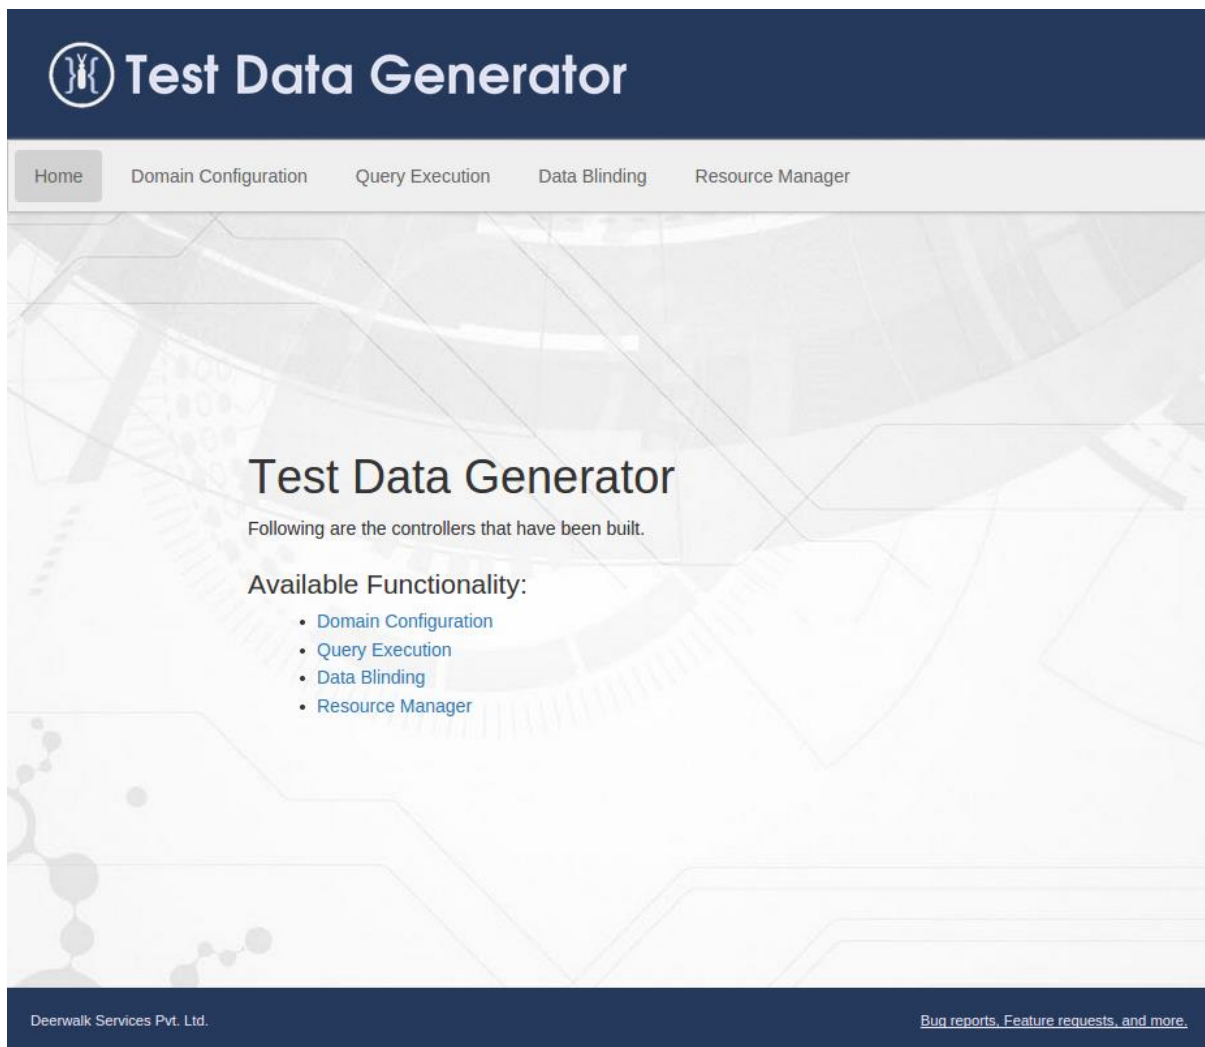 Test Data Generator
Home Domain Configuration Query Execution Data Blinding Resource Manager
Test Data Generator
Following are the controllers that have been built.
Available Functionality:
• Domain Configuration
• Query Execution
• Data Blinding
• Resource Manager
Deerwalk Services Pvt. Ltd. Bug reports, Feature requests, and more.